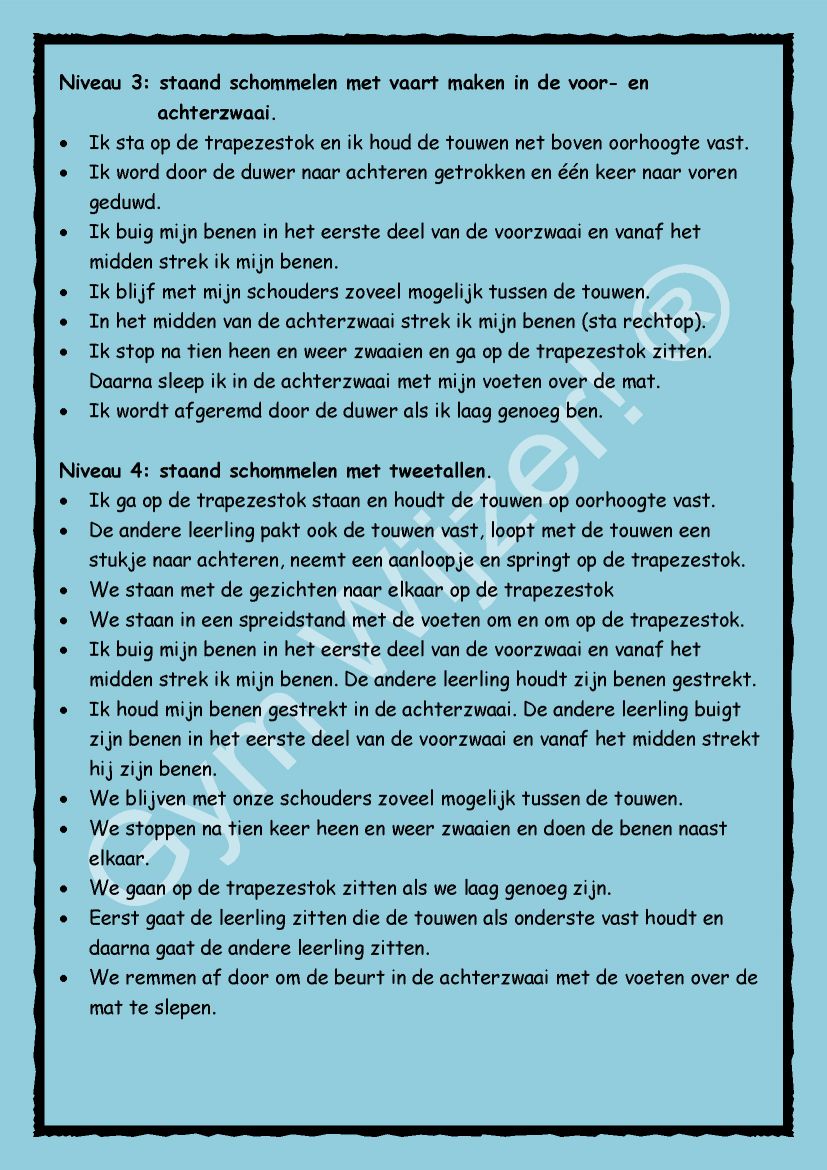 Niveau 3: staand schommelen met vaart maken in de voor- en
achterzwaai.
• Ik sta op de trapezestok en ik houd de touwen net boven oorhoogte vast.
• Ik word door de duwer naar achteren getrokken en één keer naar voren
geduwd.
• Ik buig mijn benen in het eerste deel van de voorzwaai en vanaf het
midden strek ik mijn benen.
• Ik blijf met mijn schouders zoveel mogelijk tussen de touwen.
• In het midden van de achterzwaai strek ik mijn benen (sta rechtop).
• Ik stop na tien heen en weer zwaaien en ga op de trapezestok zitten.
Daarna sleep ik in de achterzwaai met mijn voeten over de mat.
• Ik wordt afgeremd door de duwer als ik laag genoeg ben.
Niveau 4: staand schommelen met tweetallen.
• Ik ga op de trapezestok staan en houdt de touwen op oorhoogte vast.
• De andere leerling pakt ook de touwen vast, loopt met de touwen een
stukje naar achteren, neemt een aanloopje en springt op de trapezestok.
• We staan met de gezichten naar elkaar op de trapezestok
• We staan in een spreidstand met de voeten om en om op de trapezestok.
• Ik buig mijn benen in het eerste deel van de voorzwaai en vanaf het
midden strek ik mijn benen. De andere leerling houdt zijn benen gestrekt.
• Ik houd mijn benen gestrekt in de achterzwaai. De andere leerling buigt
zijn benen in het eerste deel van de voorzwaai en vanaf het midden strekt
hij zijn benen.
• We blijven met onze schouders zoveel mogelijk tussen de touwen.
• We stoppen na tien keer heen en weer zwaaien en doen de benen naast
elkaar.
• We gaan op de trapezestok zitten als we laag genoeg zijn.
• Eerst gaat de leerling zitten die de touwen als onderste vast houdt en
daarna gaat de andere leerling zitten.
• We remmen af door om de beurt in de achterzwaai met de voeten over de
mat te slepen.
Gym Wijzer! ®